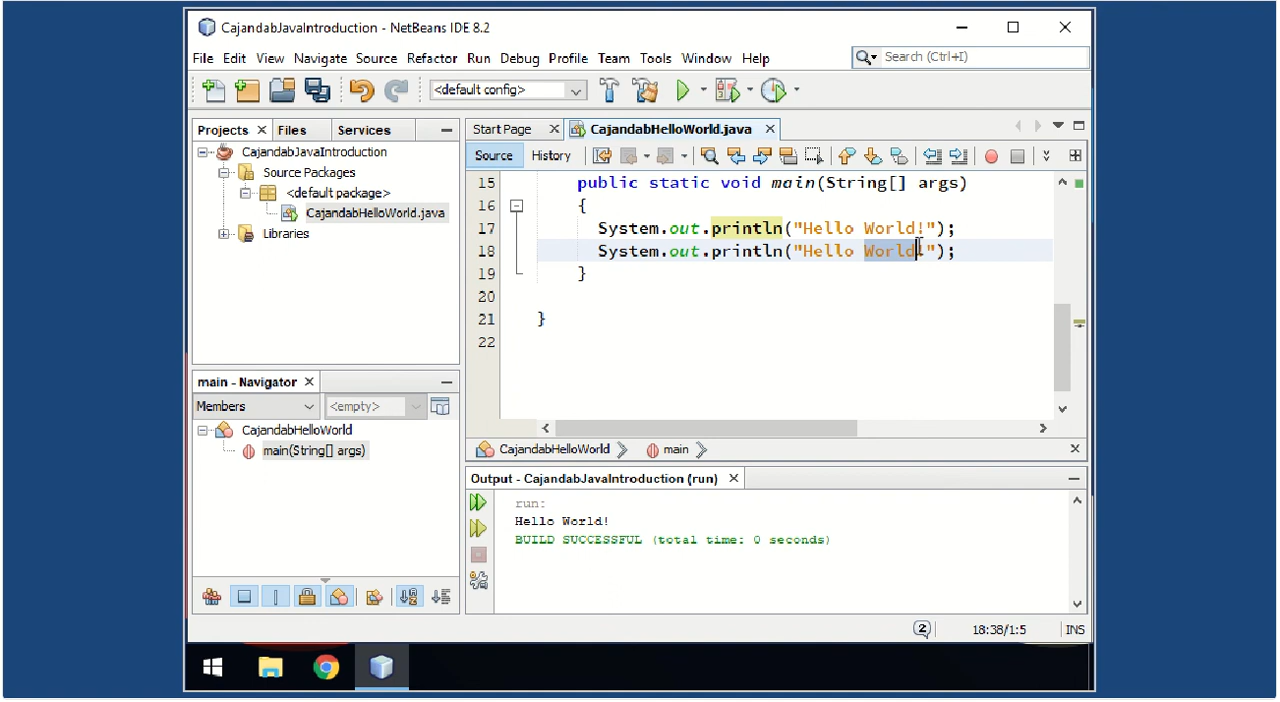 CajandabJavaIntroduction - NetBeans IDE 8.2
File Edit View Navigate Source Refactor Run Debug Profile Team Tools Window Help
Search (Ctrl+I)
<default config>
Projects Files Services
CajandabJavaIntroduction
Source Packages
<default package>
CajandabHelloWorld.java
Libraries
Start Page CajandabHelloWorld.java
Source History
15 public static void main(String[] args)
16 {
17 System.out.println("Hello World!");
18 System.out.println("Hello World!");
19 }
20
21 }
22
main - Navigator
Members <empty>
CajandabHelloWorld
main(String[] args)
CajandabHelloWorld main
Output - CajandabJavaIntroduction (run)
run:
Hello World!
BUILD SUCCESSFUL (total time: 0 seconds)
2 18:38/1:5 INS